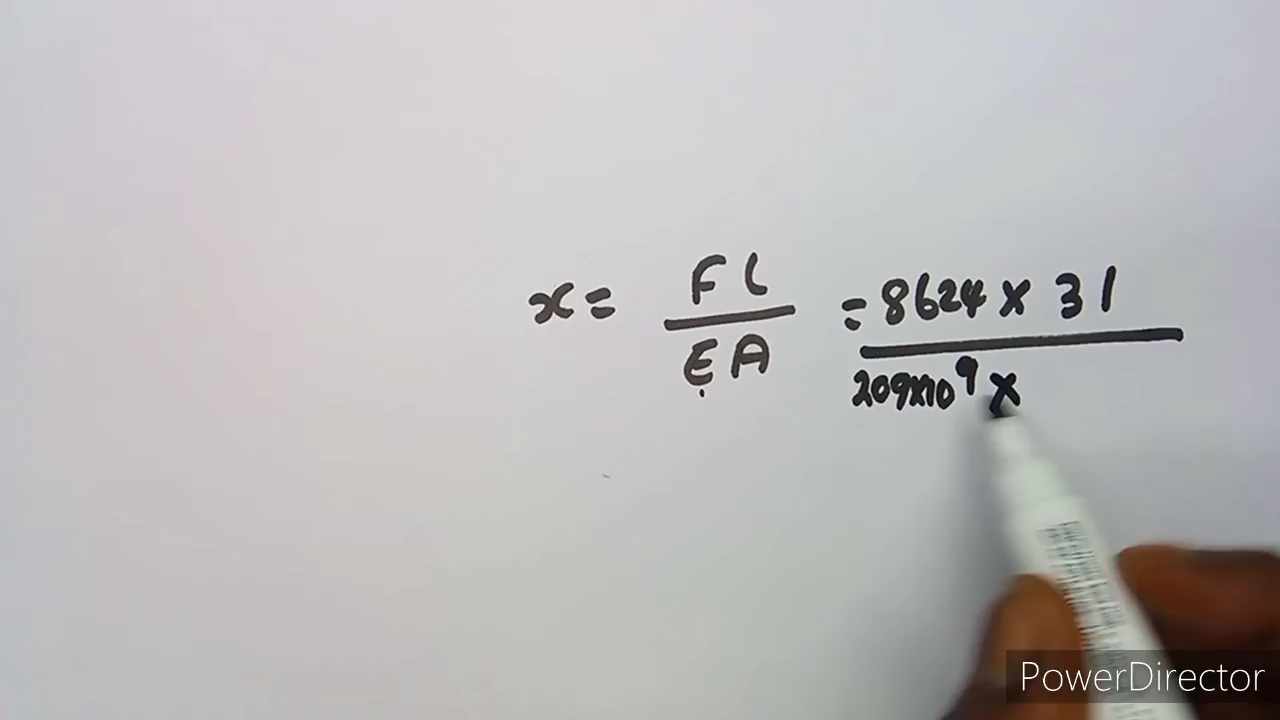 x = FL / EA = 8624 x 31 / 209x10⁹ x
PowerDirector